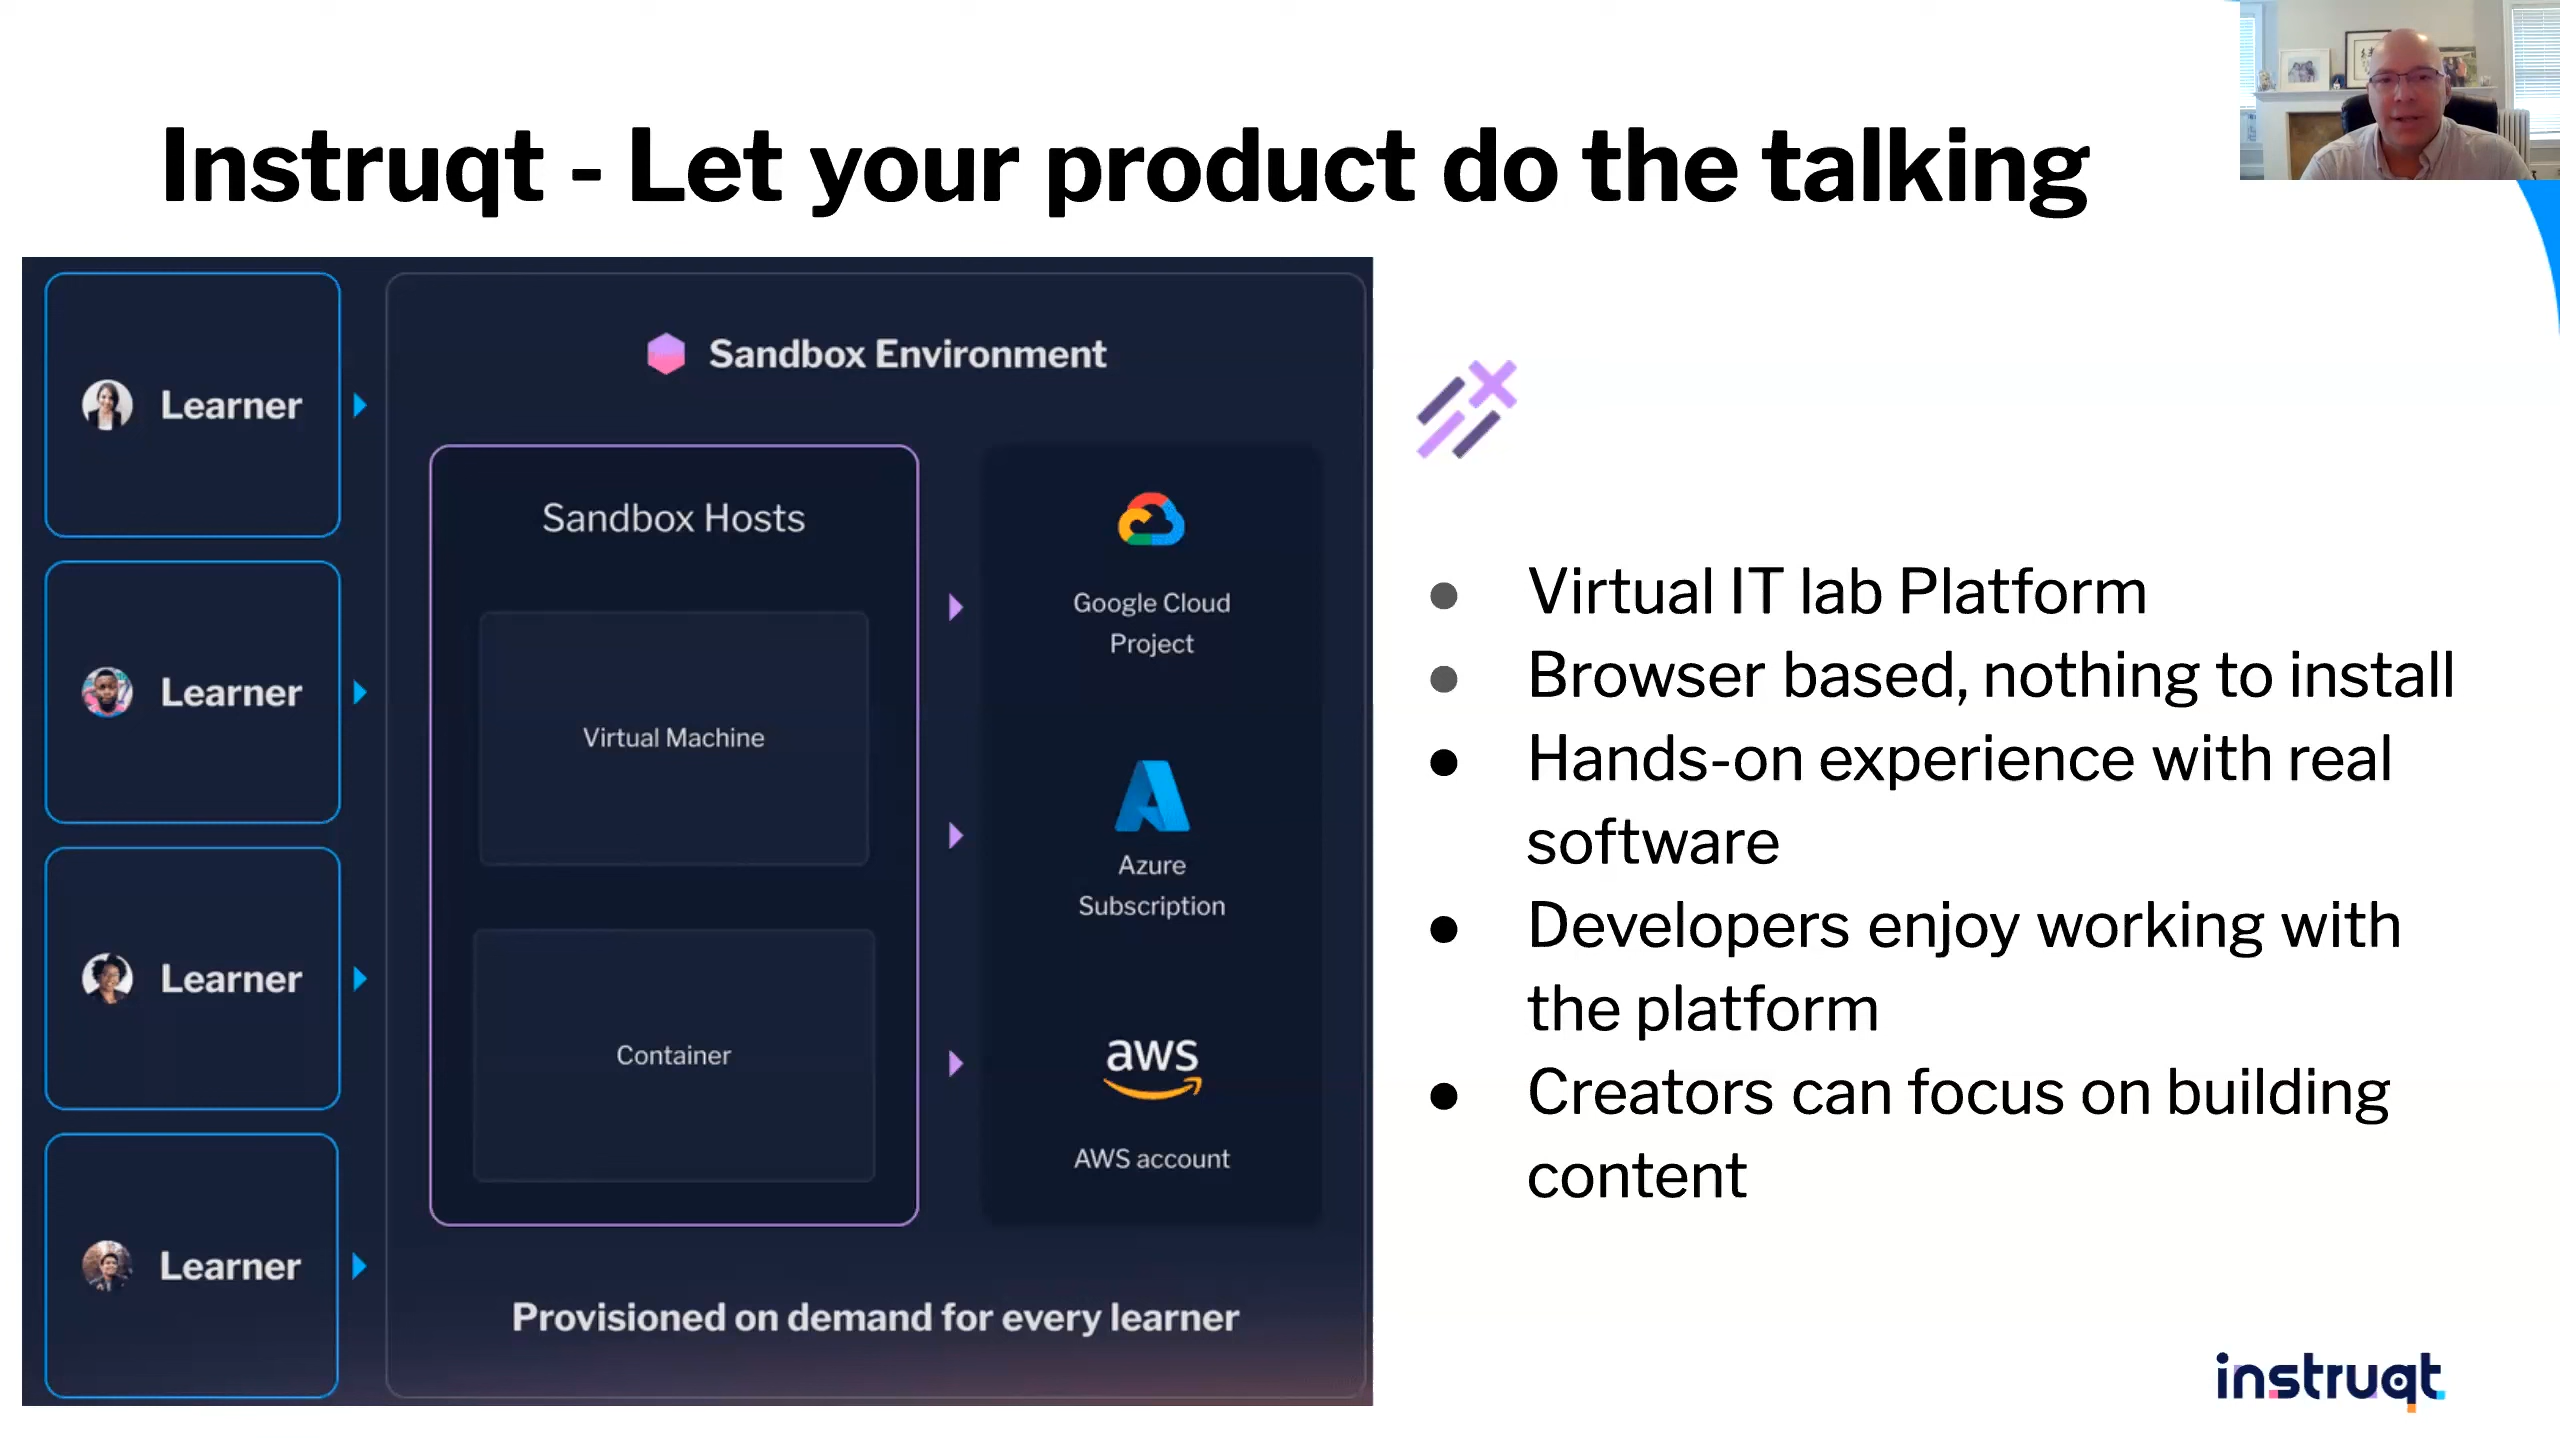 Instruqt - Let your product do the talking
Learner
Learner
Learner
Learner
Sandbox Environment
Sandbox Hosts
Virtual Machine
Container
Google Cloud
Project
Azure
Subscription
aws
AWS account
Provisioned on demand for every learner
Virtual IT lab Platform
Browser based, nothing to install
Hands-on experience with real
software
Developers enjoy working with
the platform
Creators can focus on building
content
instruqt